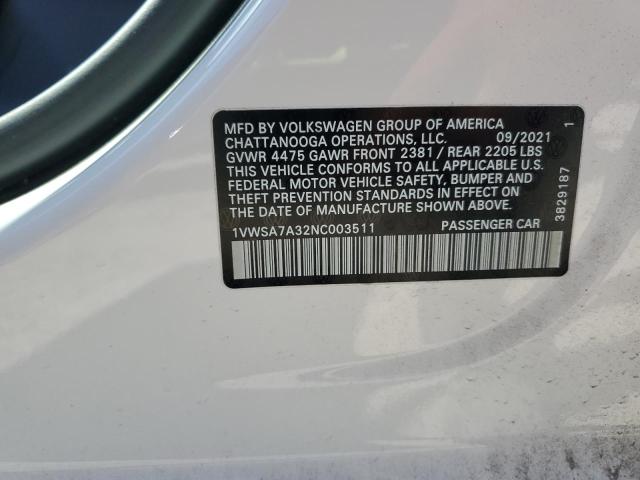 MFD BY VOLKSWAGEN GROUP OF AMERICA
CHATTANOOGA OPERATIONS, LLC. 09/2021
GVWR 4475 GAWR FRONT 2381 / REAR 2205 LBS
THIS VEHICLE CONFORMS TO ALL APPLICABLE U.S.
FEDERAL MOTOR VEHICLE SAFETY, BUMPER AND
THEFT PREVENTION STANDARDS IN EFFECT ON
THE DATE OF MANUFACTURE SHOWN ABOVE.
1VWSA7A32NC003511 PASSENGER CAR
3829187 1